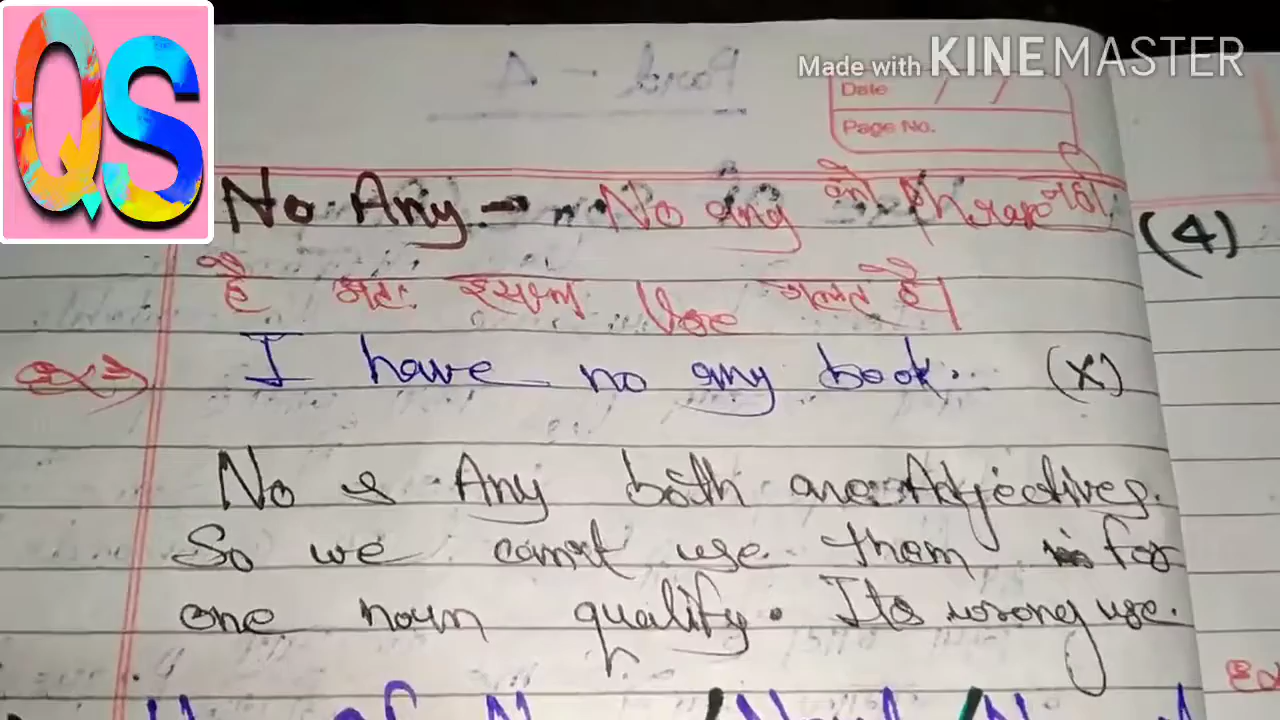 QS
Made with KINEMASTER
Date / /
Page No.
No Any → No any कोई Phrase नही
है अतः इसका Use गलत है।
(4)
ex⇒ I have no any book. (x)
No & Any both are Adjectives.
So we cannot use them for
one noun qualify. Its wrong use.